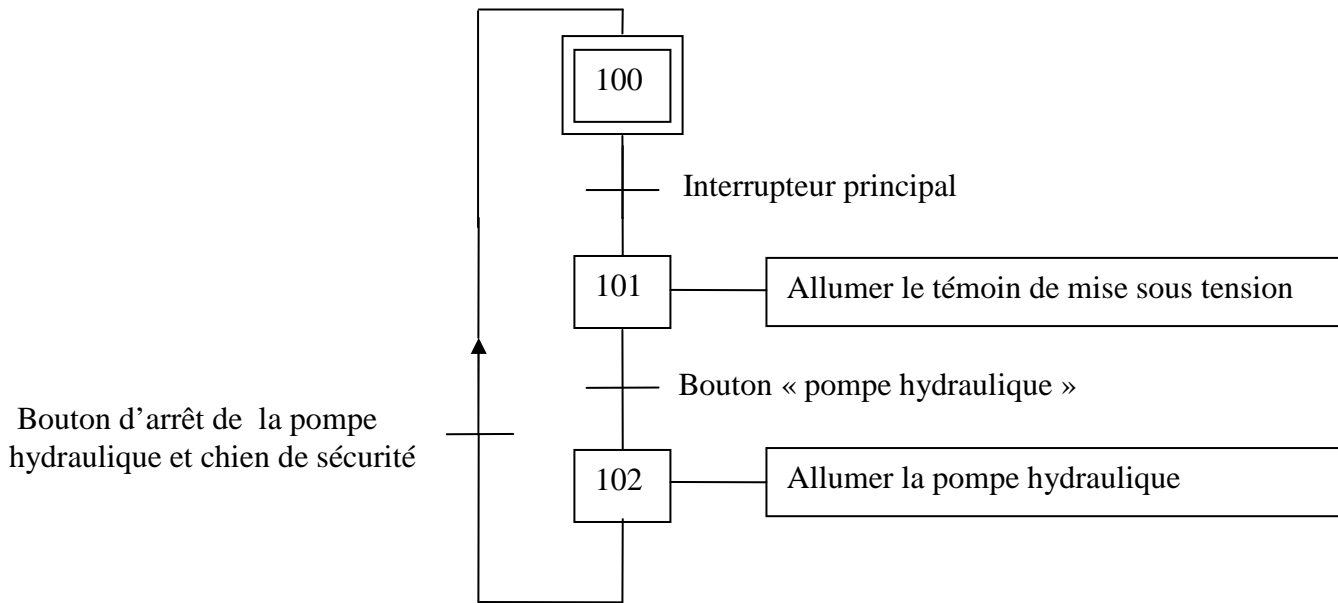 100
Interrupteur principal
101
Allumer le témoin de mise sous tension
Bouton « pompe hydraulique »
Bouton d’arrêt de la pompe
hydraulique et chien de sécurité
102
Allumer la pompe hydraulique